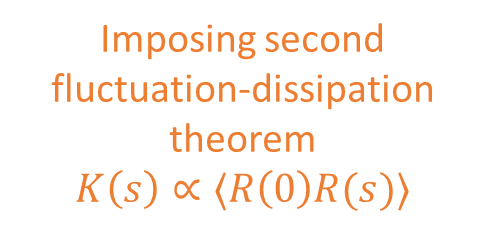 Imposing second
fluctuation-dissipation
theorem
K(s) ∝ ⟨R(0)R(s)⟩